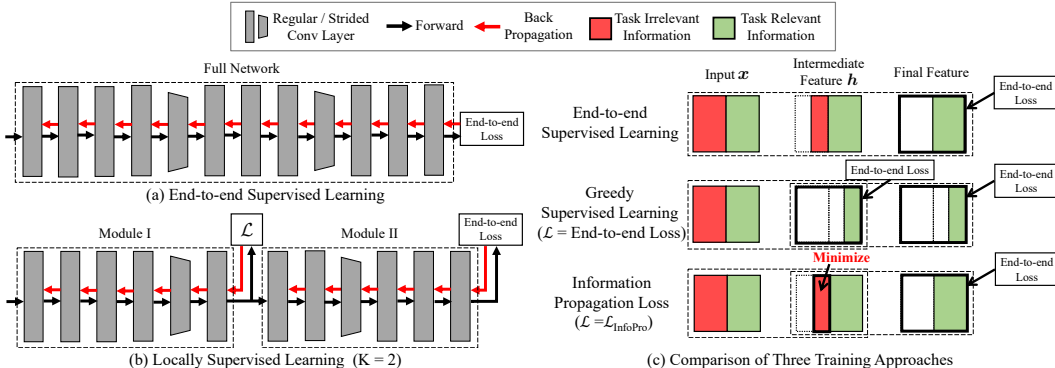 Regular / Strided
Conv Layer
Forward
Back
Propagation
Task Irrelevant
Information
Task Relevant
Information
Full Network
End-to-end
Loss
(a) End-to-end Supervised Learning
Module I
ℒ
Module II
End-to-end
Loss
(b) Locally Supervised Learning (K = 2)
Input x
Intermediate
Feature h
Final Feature
End-to-end
Supervised Learning
End-to-end
Loss
Greedy
Supervised Learning
(ℒ = End-to-end Loss)
End-to-end Loss
End-to-end
Loss
Information
Propagation Loss
(ℒ =ℒInfoPro)
Minimize
End-to-end
Loss
(c) Comparison of Three Training Approaches